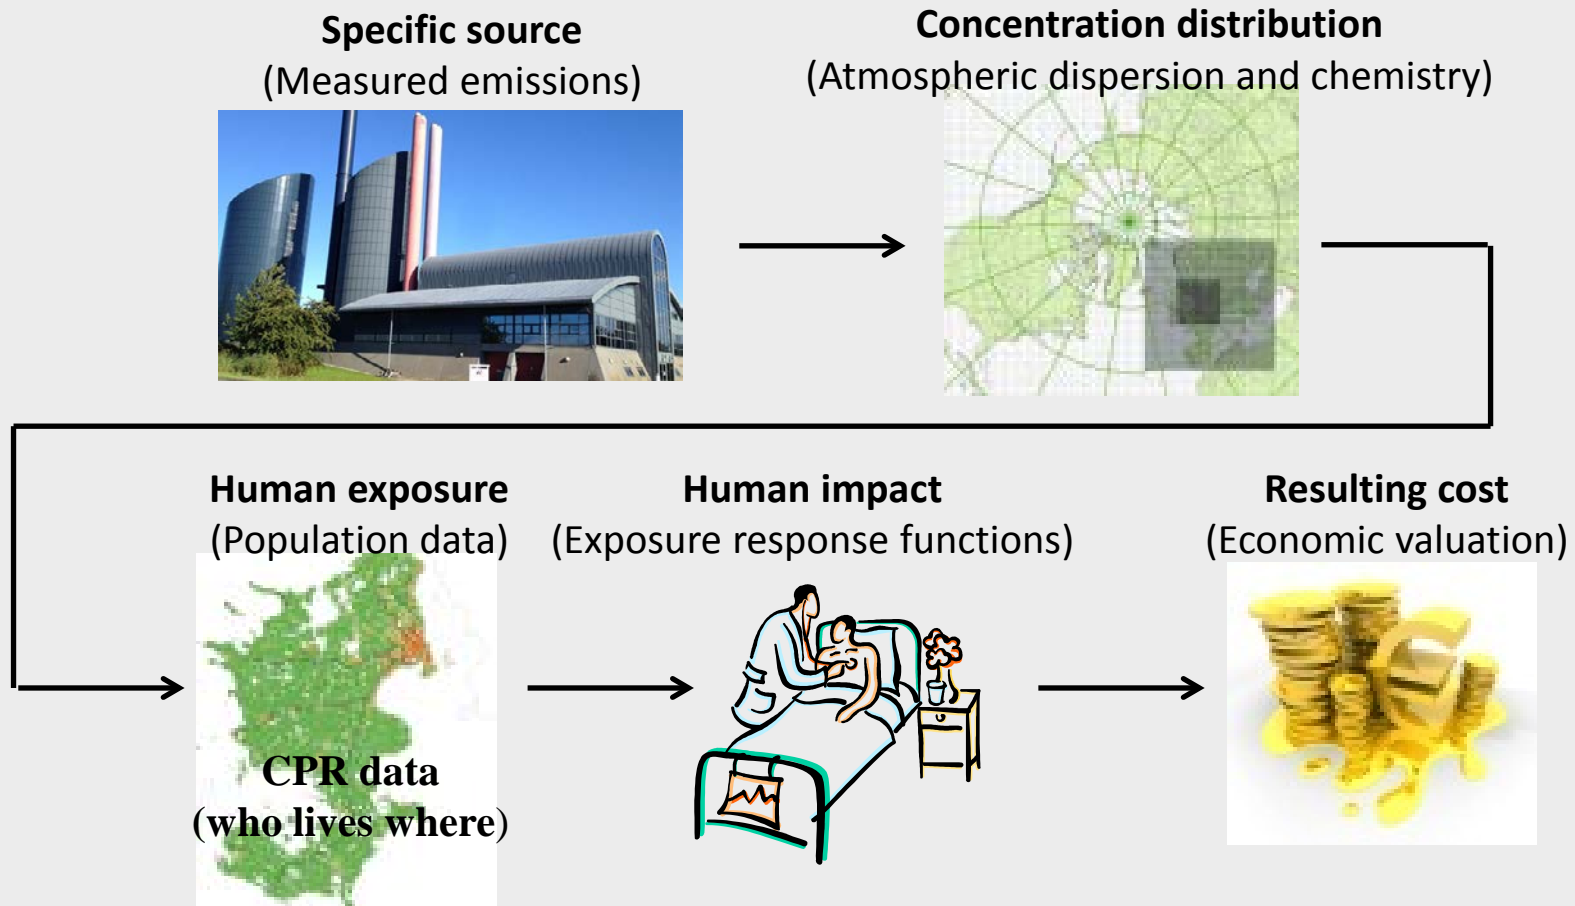 Specific source
(Measured emissions)
Concentration distribution
(Atmospheric dispersion and chemistry)
Human exposure
(Population data)
CPR data
(who lives where)
Human impact
(Exposure response functions)
Resulting cost
(Economic valuation)